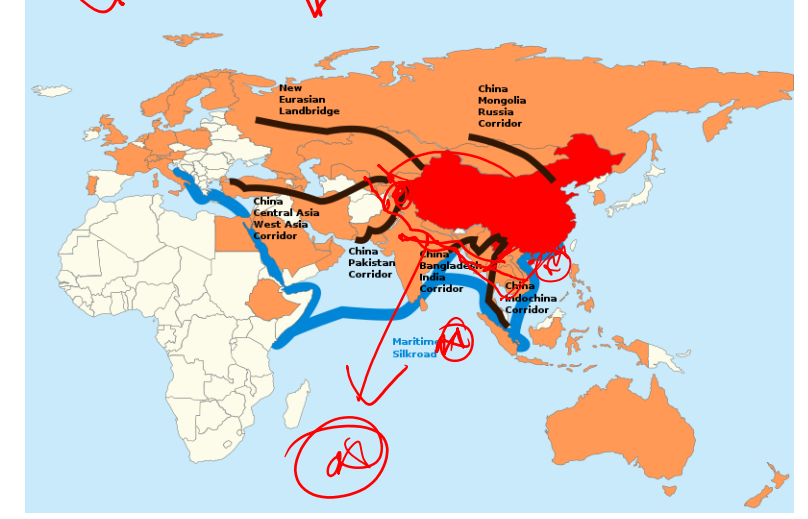 New
Eurasian
Landbridge
China
Mongolia
Russia
Corridor
China
Central Asia
West Asia
Corridor
China
Pakistan
Corridor
China
Bangladesh
India
Corridor
China
Indochina
Corridor
Maritime
Silkroad